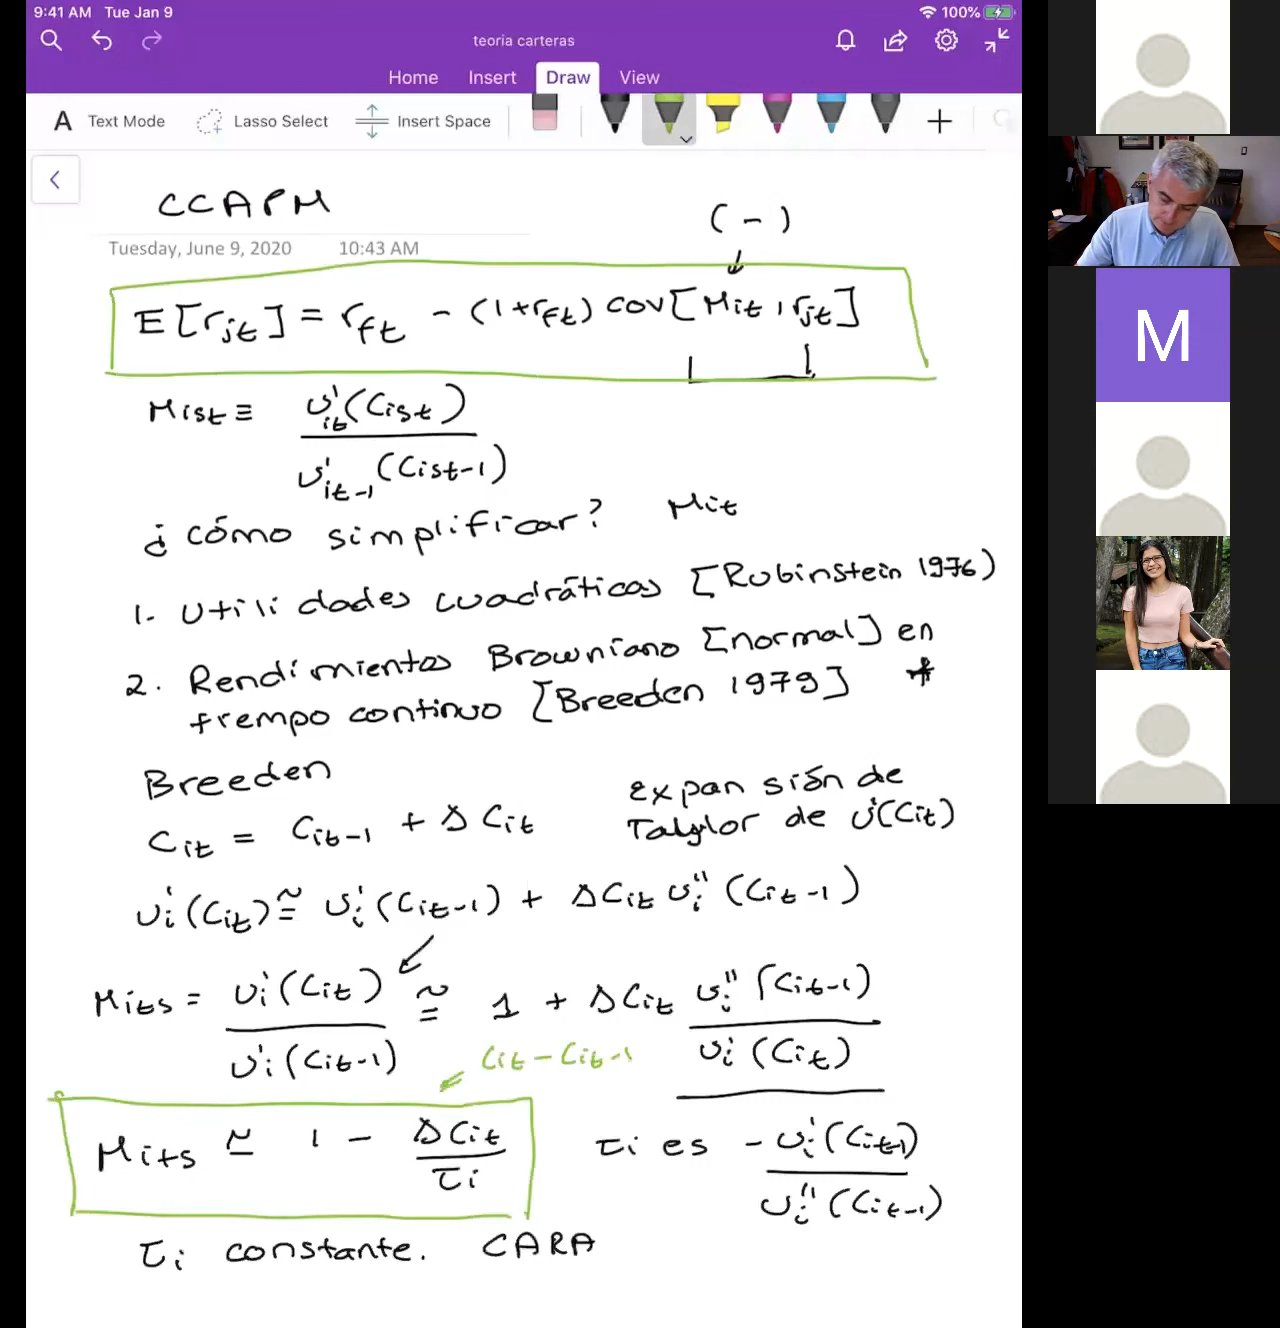 9:41 AM Tue Jan 9
100%
teoria carteras
Home Insert Draw View
A Text Mode Lasso Select Insert Space
CCAPM
(-)
Tuesday, June 9, 2020 10:43 AM
E[rjt] = rft - (1+rft) cov[Mit, rjt]
Mist ≡ u'it(Cist) / u'it-1(Cist-1)
¿cómo simplificar? Mit
1. Utilidades cuadráticas [Rubinstein 1976)
2. Rendimientos Browniano [normal] en
tiempo continuo [Breeden 1979] *
Breeden
Expansión de
Cit = Cit-1 + ΔCit
Taylor de u'(Cit)
u'i(Cit) ≅ u'i(Cit-1) + ΔCit u''i(Cit-1)
Mits = u'i(Cit) / u'i(Cit-1) ≅ 1 + ΔCit u''i(Cit-1) / u'i(Cit)
Cit - Cit-1
Mits ≃ 1 - ΔCit / τi
τi es -u'i(Cit-1) / u''i(Cit-1)
τi constante. CARA
M